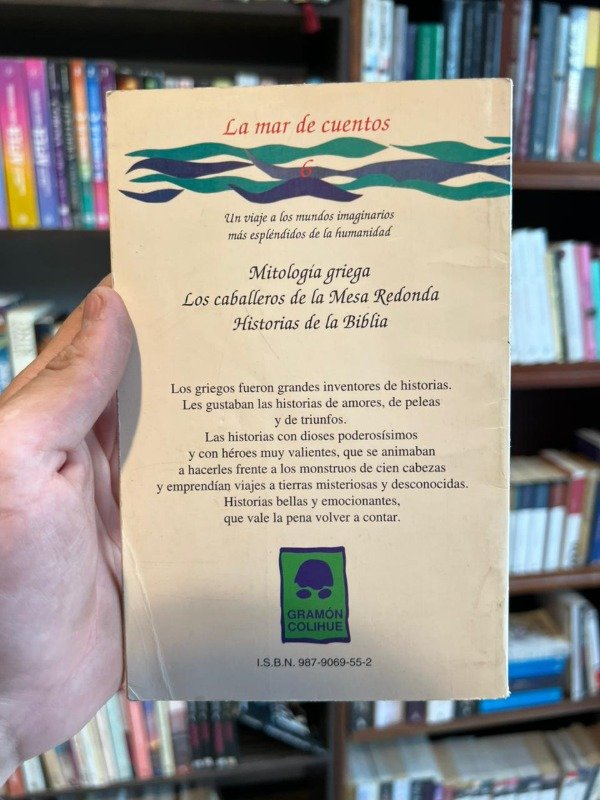 La mar de cuentos
6
Un viaje a los mundos imaginarios
más espléndidos de la humanidad
Mitología griega
Los caballeros de la Mesa Redonda
Historias de la Biblia
Los griegos fueron grandes inventores de historias.
Les gustaban las historias de amores, de peleas
y de triunfos.
Las historias con dioses poderosísimos
y con héroes muy valientes, que se animaban
a hacerles frente a los monstruos de cien cabezas
y emprendían viajes a tierras misteriosas y desconocidas.
Historias bellas y emocionantes,
que vale la pena volver a contar.
GRAMÓN
COLIHUE
I.S.B.N. 987-9069-55-2